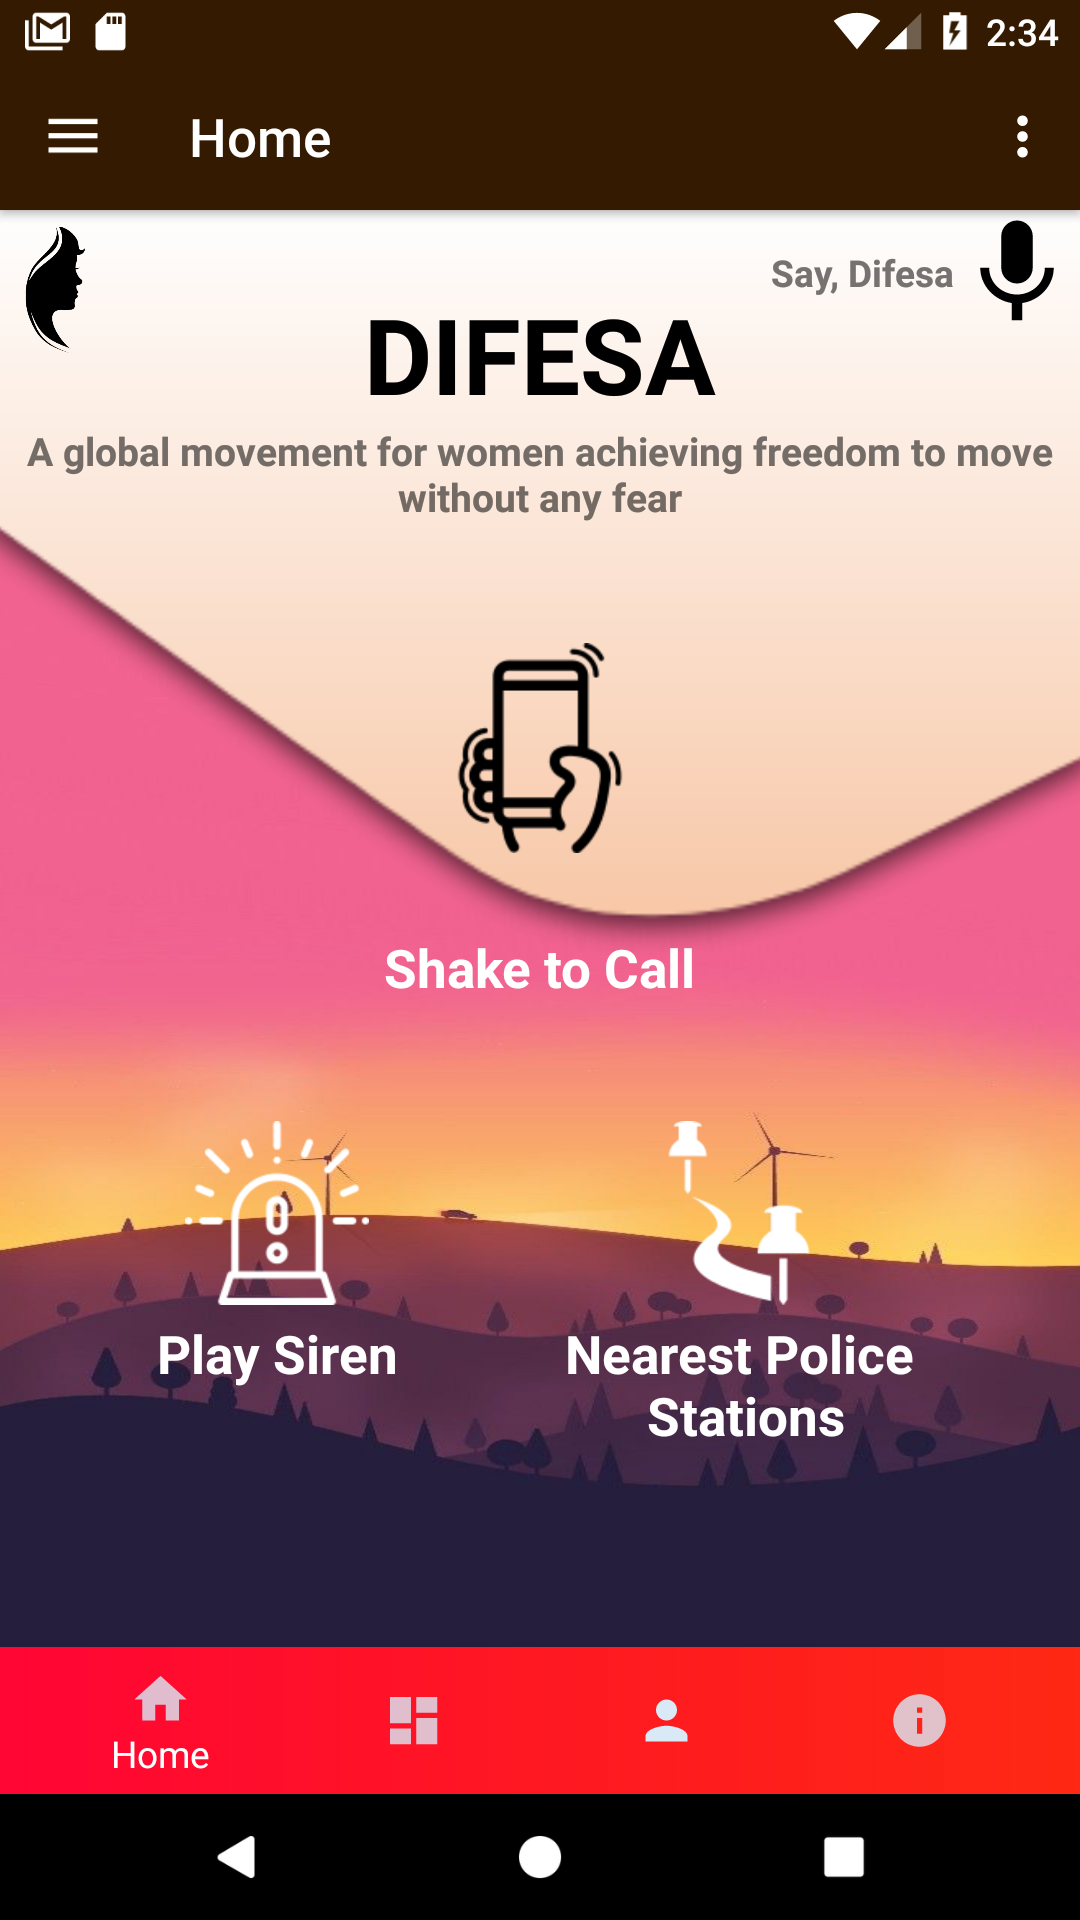 2:34
Home
Say, Difesa
DIFESA
A global movement for women achieving freedom to move
without any fear
Shake to Call
Play Siren
Nearest Police
Stations
Home